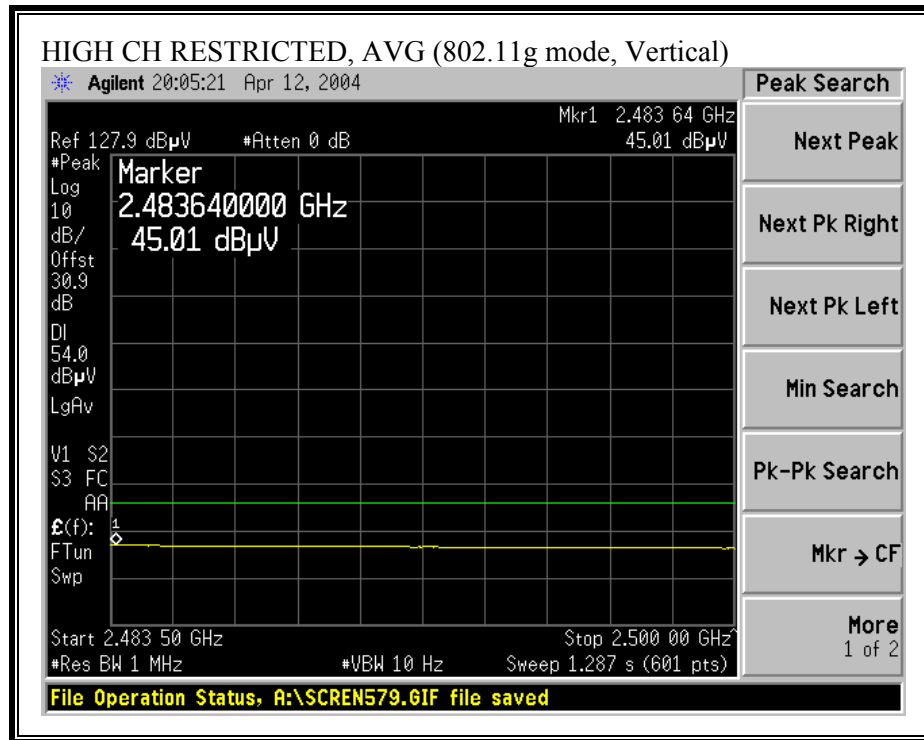 HIGH CH RESTRICTED, AVG (802.11g mode, Vertical)
Agilent 20:05:21 Apr 12, 2004
Peak Search
Mkr1 2.483 64 GHz
Ref 127.9 dBµV #Atten 0 dB 45.01 dBµV
#Peak
Log
10
dB/
Offst
30.9
dB
DI
54.0
dBµV
LgAv
V1 S2
S3 FC
AA
£(f):
FTun
Swp
Marker
2.483640000 GHz
45.01 dBµV
1
Start 2.483 50 GHz Stop 2.500 00 GHz^
#Res BW 1 MHz #VBW 10 Hz Sweep 1.287 s (601 pts)
Next Peak
Next Pk Right
Next Pk Left
Min Search
Pk-Pk Search
Mkr → CF
More
1 of 2
File Operation Status, A:\SCREN579.GIF file saved